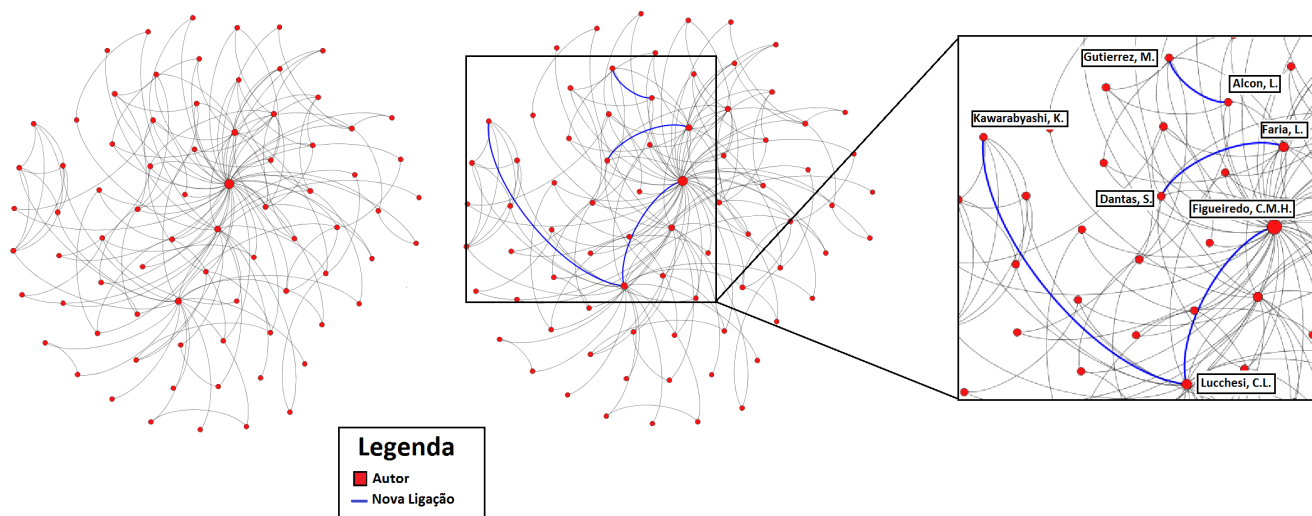 Gutierrez, M.
Alcon, L.
Kawarabyashi, K.
Faria, L.
Dantas, S.
Figueiredo, C.M.H.
Lucchesi, C.L.
Legenda
Autor
Nova Ligação